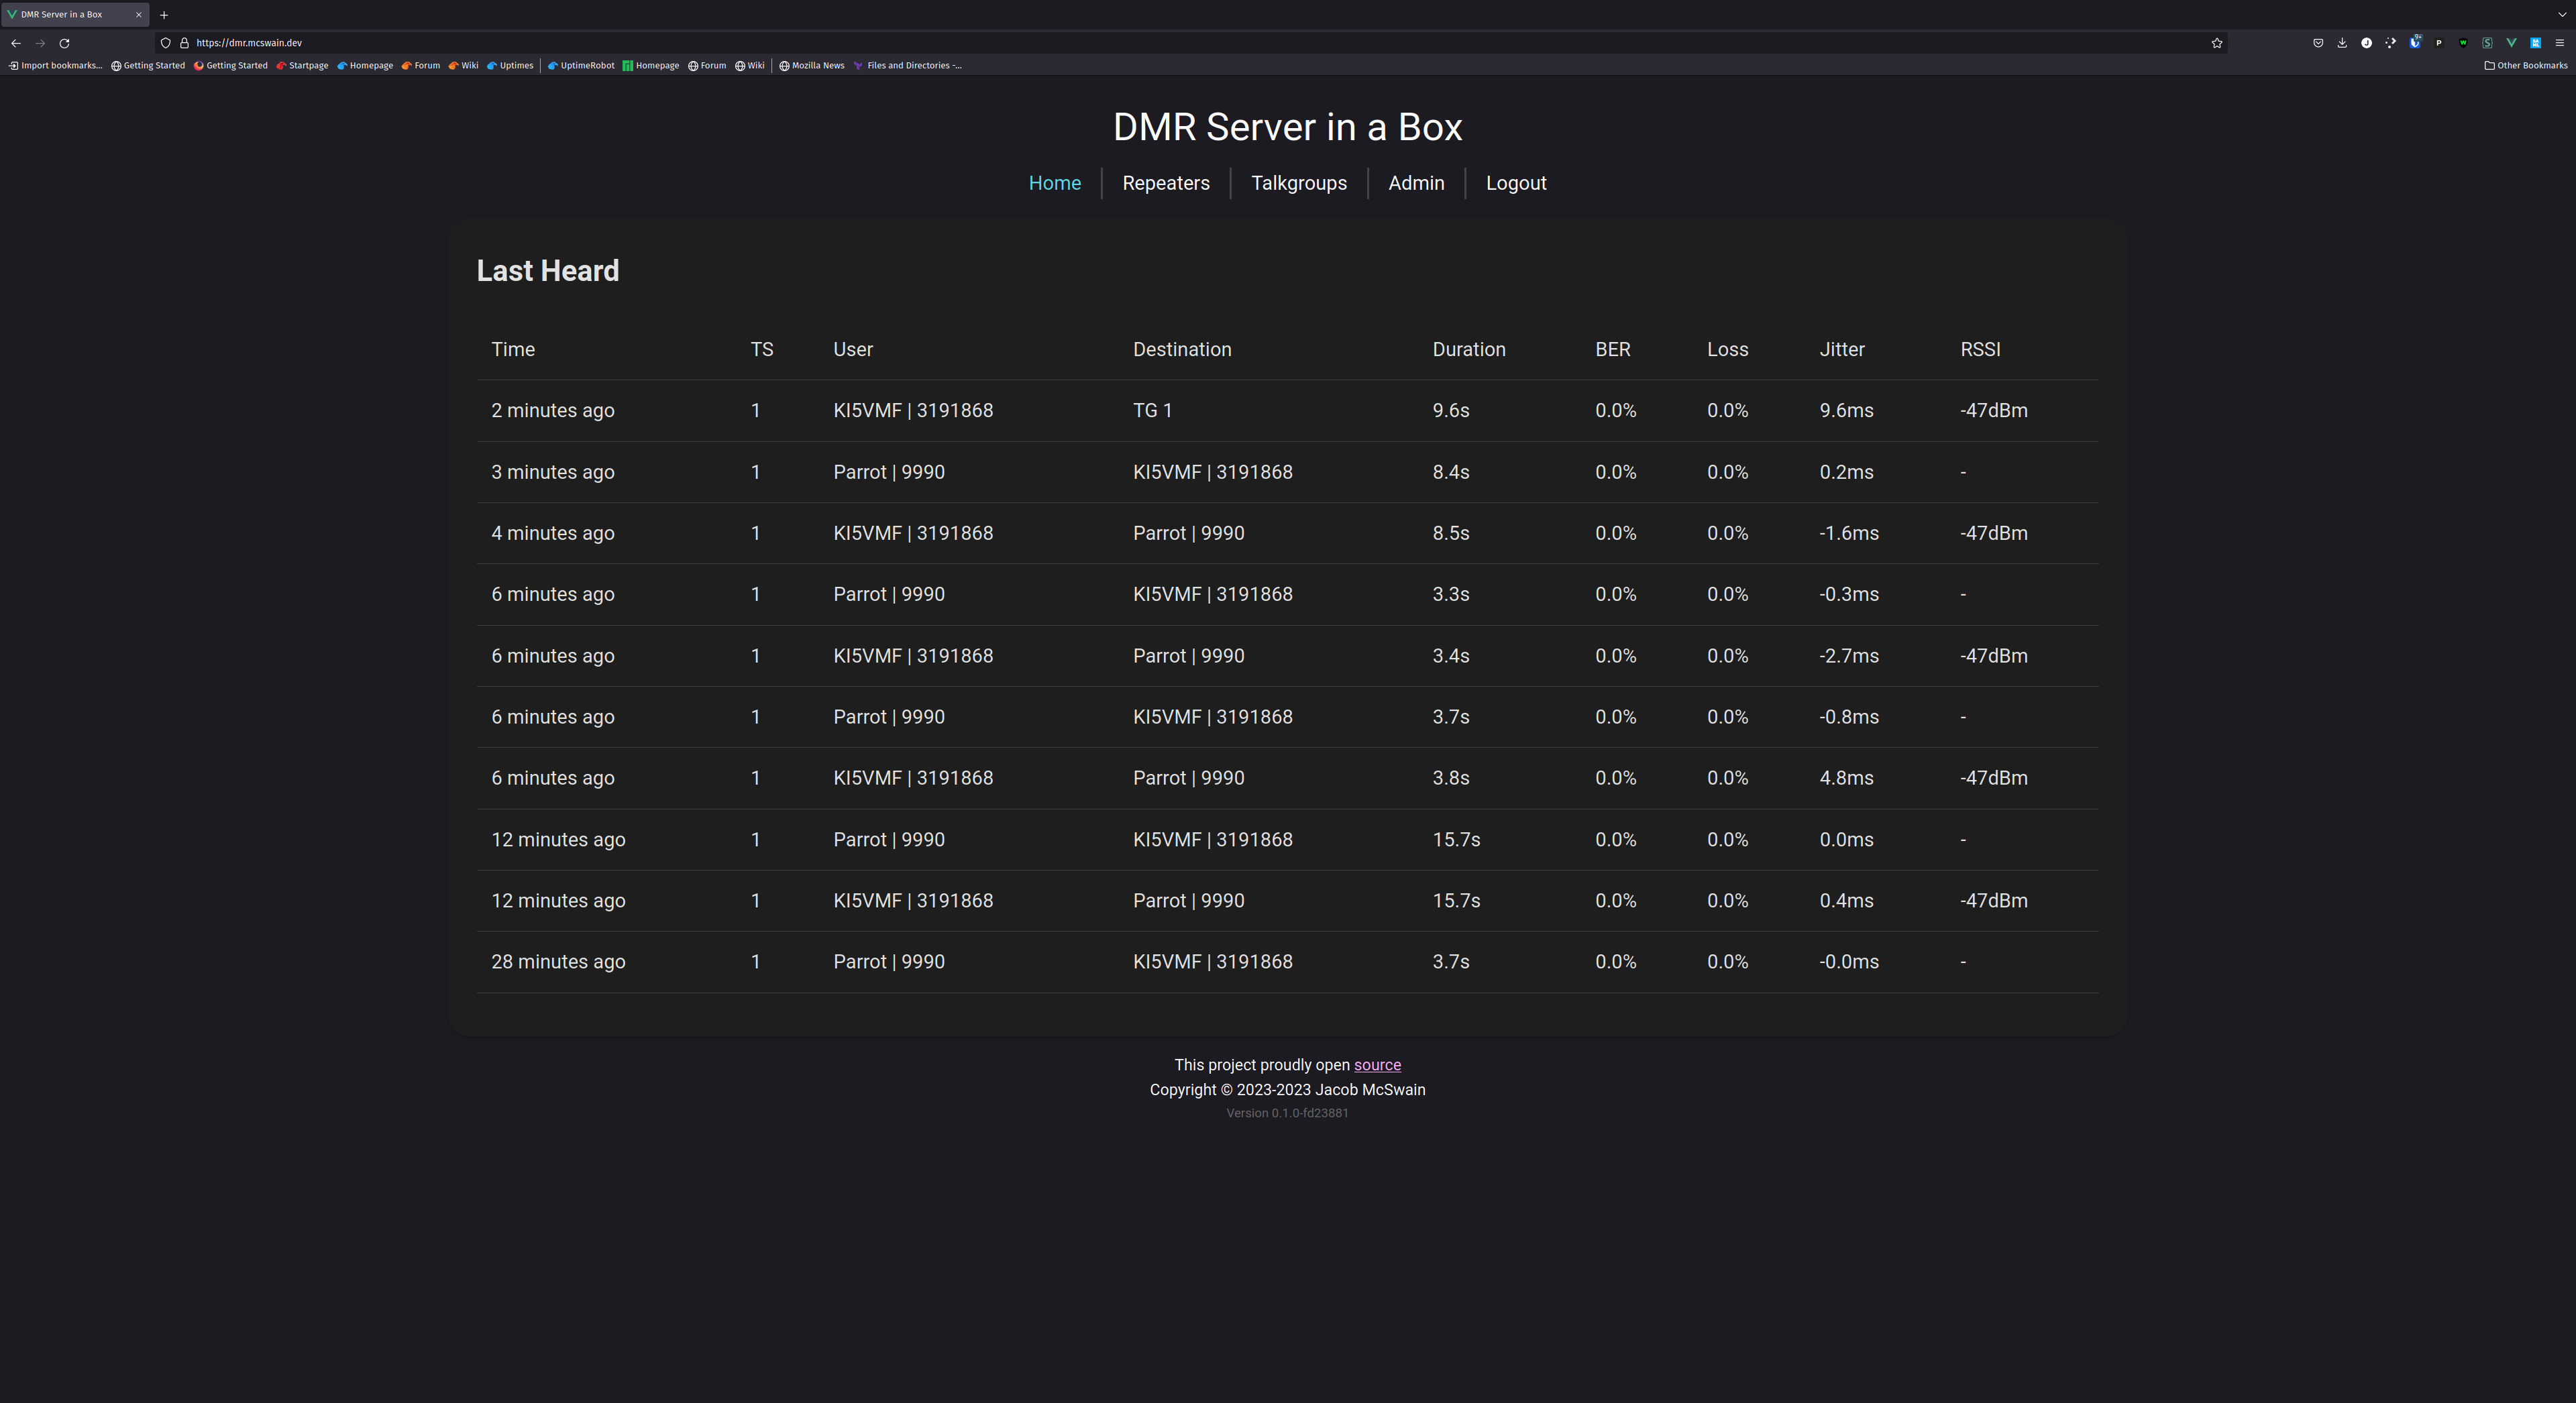 DMR Server in a Box
https://dmr.mcswain.dev
Import bookmarks... Getting Started Getting Started Startpage Homepage Forum Wiki Uptimes UptimeRobot Homepage Forum Wiki Mozilla News Files and Directories -... Other Bookmarks
DMR Server in a Box
Home Repeaters Talkgroups Admin Logout
Last Heard
Time TS User Destination Duration BER Loss Jitter RSSI
2 minutes ago 1 KI5VMF | 3191868 TG 1 9.6s 0.0% 0.0% 9.6ms -47dBm
3 minutes ago 1 Parrot | 9990 KI5VMF | 3191868 8.4s 0.0% 0.0% 0.2ms -
4 minutes ago 1 KI5VMF | 3191868 Parrot | 9990 8.5s 0.0% 0.0% -1.6ms -47dBm
6 minutes ago 1 Parrot | 9990 KI5VMF | 3191868 3.3s 0.0% 0.0% -0.3ms -
6 minutes ago 1 KI5VMF | 3191868 Parrot | 9990 3.4s 0.0% 0.0% -2.7ms -47dBm
6 minutes ago 1 Parrot | 9990 KI5VMF | 3191868 3.7s 0.0% 0.0% -0.8ms -
6 minutes ago 1 KI5VMF | 3191868 Parrot | 9990 3.8s 0.0% 0.0% 4.8ms -47dBm
12 minutes ago 1 Parrot | 9990 KI5VMF | 3191868 15.7s 0.0% 0.0% 0.0ms -
12 minutes ago 1 KI5VMF | 3191868 Parrot | 9990 15.7s 0.0% 0.0% 0.4ms -47dBm
28 minutes ago 1 Parrot | 9990 KI5VMF | 3191868 3.7s 0.0% 0.0% -0.0ms -
This project proudly open source
Copyright © 2023-2023 Jacob McSwain
Version 0.1.0-fd23881